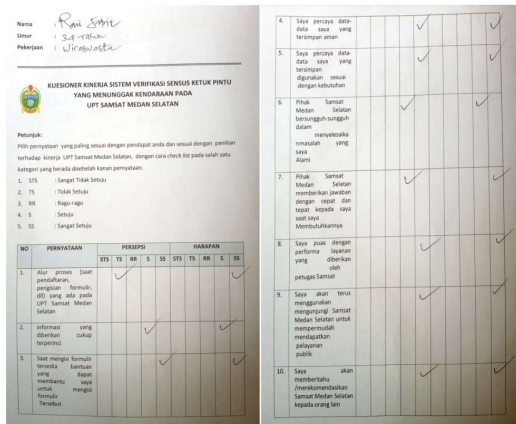 Nama : Roni
Umur : 38 Tahun
Pekerjaan : Wiraswasta
KUESIONER KINERJA SISTEM VERIFIKASI SENSUS KETUK PINTU
YANG MENUNGGAK KENDARAAN PADA
UPT SAMSAT MEDAN SELATAN
Petunjuk:
Pilih pernyataan yang paling sesuai dengan pendapat anda dan sesuai dengan penilian
terhadap kinerja UPT Samsat Medan Selatan, dengan cara check list pada salah satu
kategori yang berada disebelah kanan pernyataan:
1. STS : Sangat Tidak Setuju
2. TS : Tidak Setuju
3. RR : Ragu-ragu
4. S : Setuju
5. SS : Sangat Setuju
NO PERNYATAAN PERSEPSI HARAPAN
STS TS RR S SS STS TS RR S SS
1. Alur proses (saat
pendaftaran,
pengisian formulir,
dll) yang ada pada
UPT Samsat Medan
Selatan
2. Informasi yang
diberikan cukup
terperinci
3. Saat mengisi formulir
tersedia bantuan
yang dapat
membantu saya
untuk mengisi
formulir
Tersebut
4. Saya percaya data-
data saya yang
tersimpan aman
5. Saya percaya data-
data saya yang
tersimpan
digunakan sesuai
dengan kebutuhan
6. Pihak Samsat
Medan Selatan
bersungguh-sungguh
dalam
menyelesaika
nmasalah yang
saya
Alami
7. Pihak Samsat
Medan Selatan
memberikan jawaban
dengan cepat dan
tepat kepada saya
saat saya
Membutuhkannya
8. Saya puas dengan
performa layanan
yang diberikan
oleh
petugas Samsat
9. Saya akan terus
menggunakan
mengunjungi Samsat
Medan Selatan untuk
mempermudah
mendapatkan
pelayanan
publik
10. Saya akan
memberitahu
/merekomendasikan
Samsat Medan Selatan
kepada orang lain